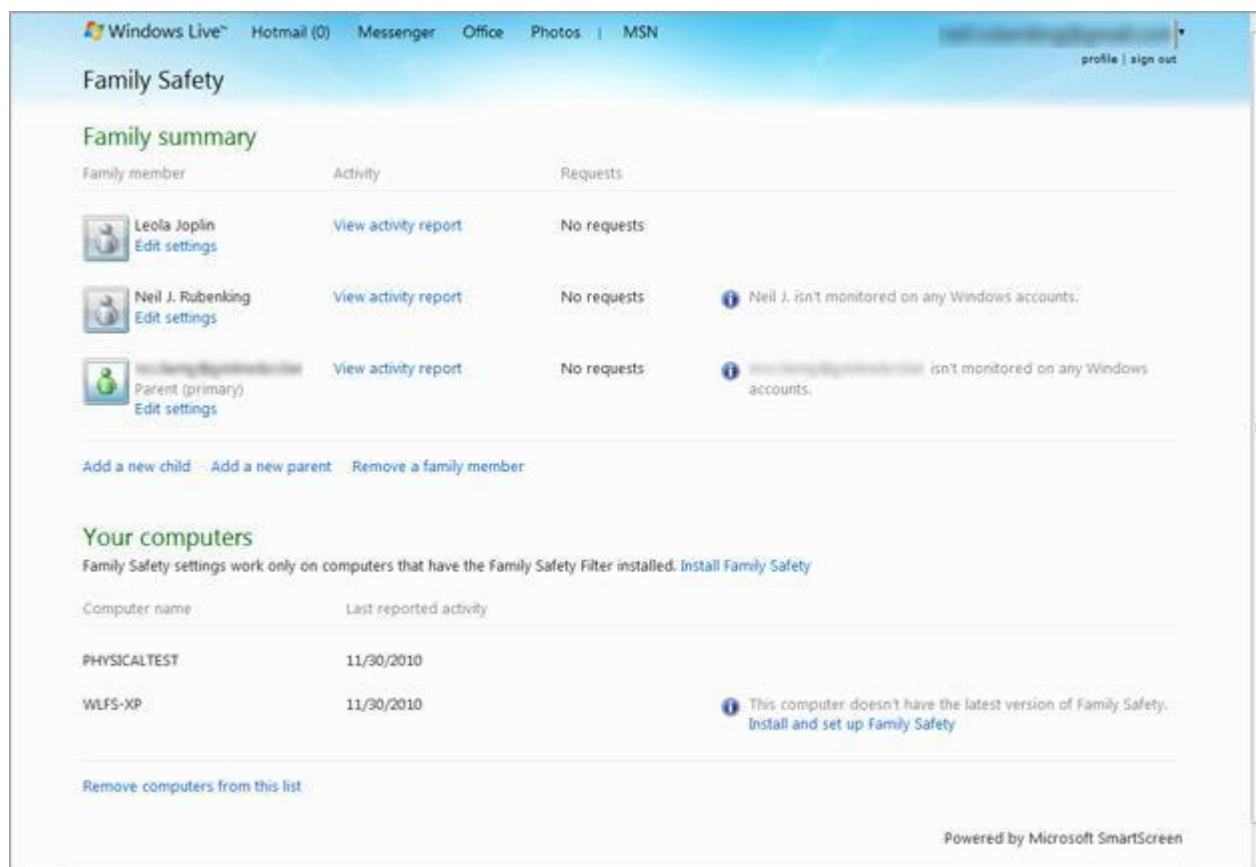 Windows Live™ Hotmail (0) Messenger Office Photos | MSN
profile | sign out
Family Safety
Family summary
Family member Activity Requests
Leola Joplin View activity report No requests
Edit settings
Neil J. Rubenking View activity report No requests Neil J. isn't monitored on any Windows accounts.
Edit settings
View activity report No requests isn't monitored on any Windows
Parent (primary) accounts.
Edit settings
Add a new child Add a new parent Remove a family member
Your computers
Family Safety settings work only on computers that have the Family Safety Filter installed. Install Family Safety
Computer name Last reported activity
PHYSICALTEST 11/30/2010
WLFS-XP 11/30/2010 This computer doesn't have the latest version of Family Safety.
Install and set up Family Safety
Remove computers from this list
Powered by Microsoft SmartScreen